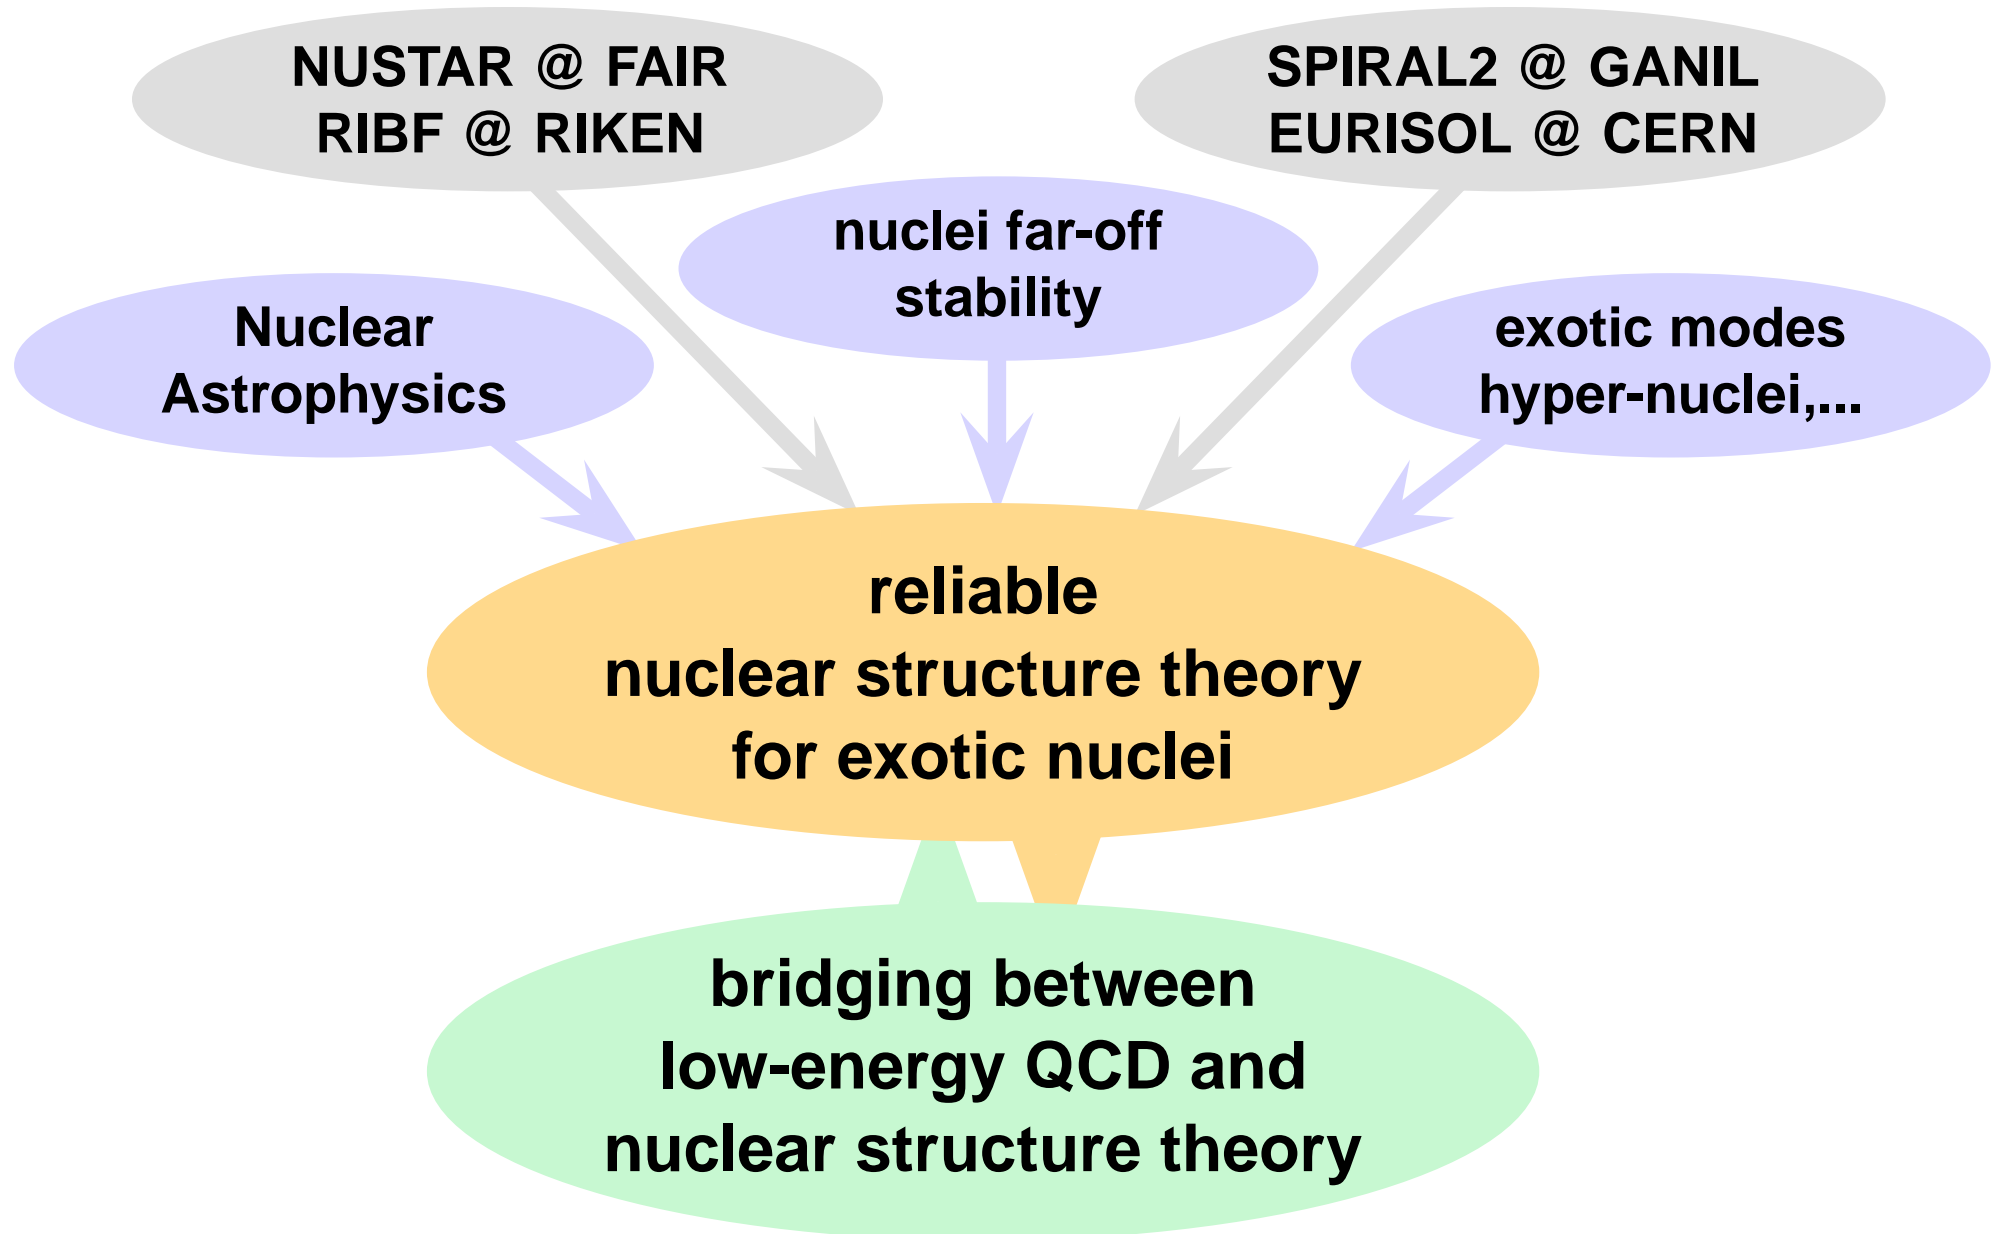 NUSTAR @ FAIR
RIBF @ RIKEN
SPIRAL2 @ GANIL
EURISOL @ CERN
nuclei far-off
stability
Nuclear
Astrophysics
exotic modes
hyper-nuclei,...
reliable
nuclear structure theory
for exotic nuclei
bridging between
low-energy QCD and
nuclear structure theory